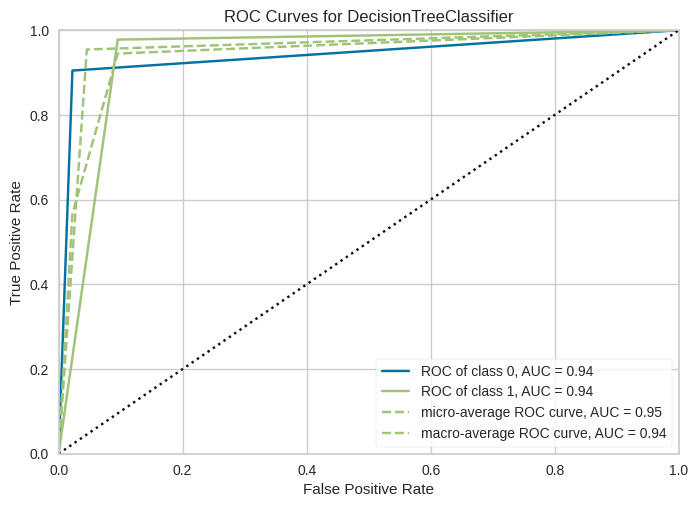 ROC Curves for DecisionTreeClassifier
True Positive Rate
1.0
0.8
0.6
0.4
0.2
0.0
ROC of class 0, AUC = 0.94
ROC of class 1, AUC = 0.94
micro-average ROC curve, AUC = 0.95
macro-average ROC curve, AUC = 0.94
0.0 0.2 0.4 0.6 0.8 1.0
False Positive Rate